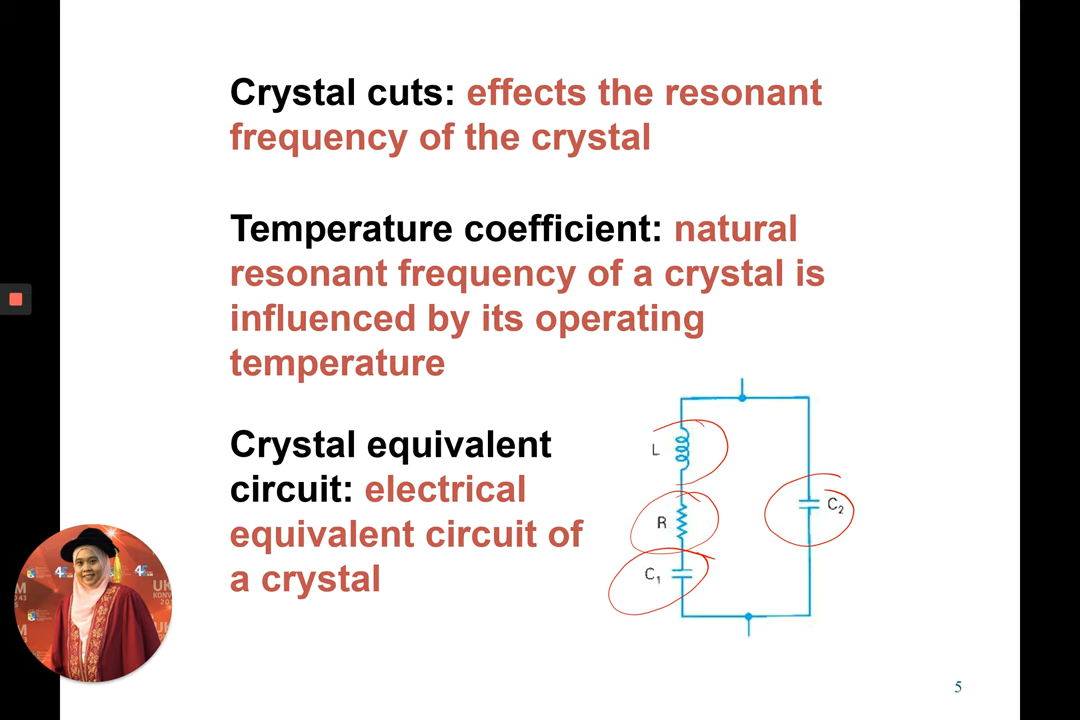 Crystal cuts: effects the resonant
frequency of the crystal
Temperature coefficient: natural
resonant frequency of a crystal is
influenced by its operating
temperature
Crystal equivalent
circuit: electrical
equivalent circuit of
a crystal
L
R
C₁
C₂
5